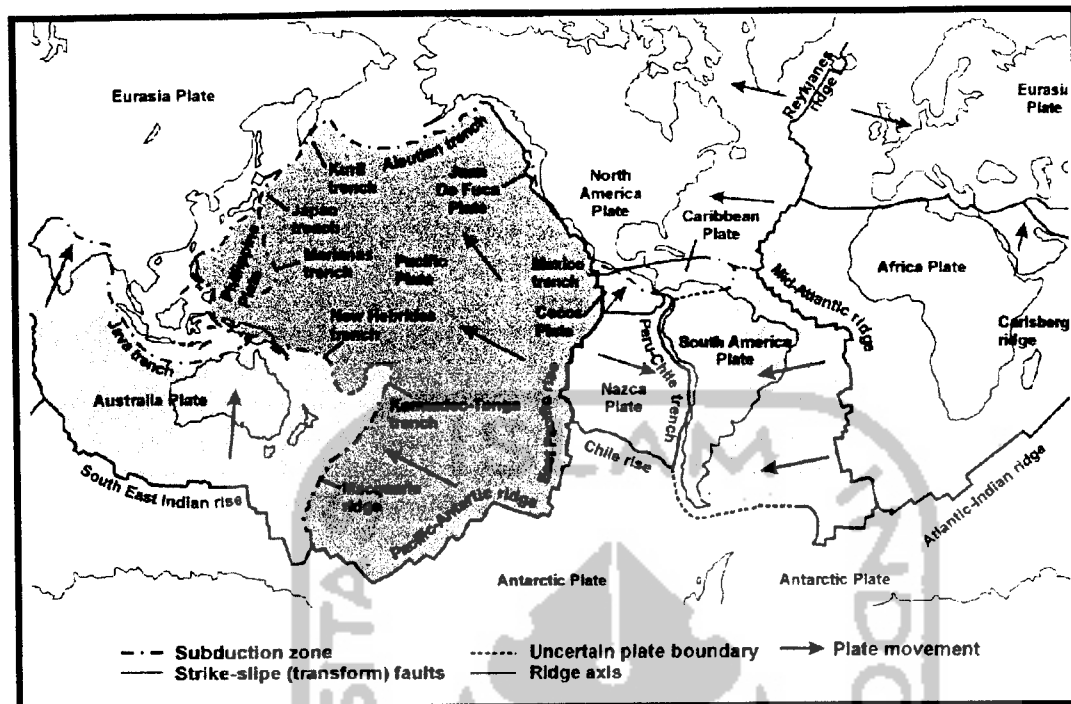 Eurasia Plate
Reykjanes
ridge
Eurasia
Plate
Aleutian trench
Kuril
trench
Juan
De Fuca
Plate
North
America
Plate
Japan
trench
Caribbean
Plate
Marianas
trench
Philippine
Plate
Pacific
Plate
Mexico
trench
Africa Plate
Mid-Atlantic ridge
New Hebrides
trench
Cocos
Plate
Carlsberg
ridge
Java trench
Peru-Chile trench
South America
Plate
Australia Plate
Nazca
Plate
Kermadec-Tonga
trench
East Pacific rise
Chile rise
South East Indian rise
Macquarie
ridge
Pacific-Antartic ridge
Atlantic-Indian ridge
Antarctic Plate
Antarctic Plate
ISLAM
Subduction zone
Uncertain plate boundary
Plate movement
Strike-slipe (transform) faults
Ridge axis